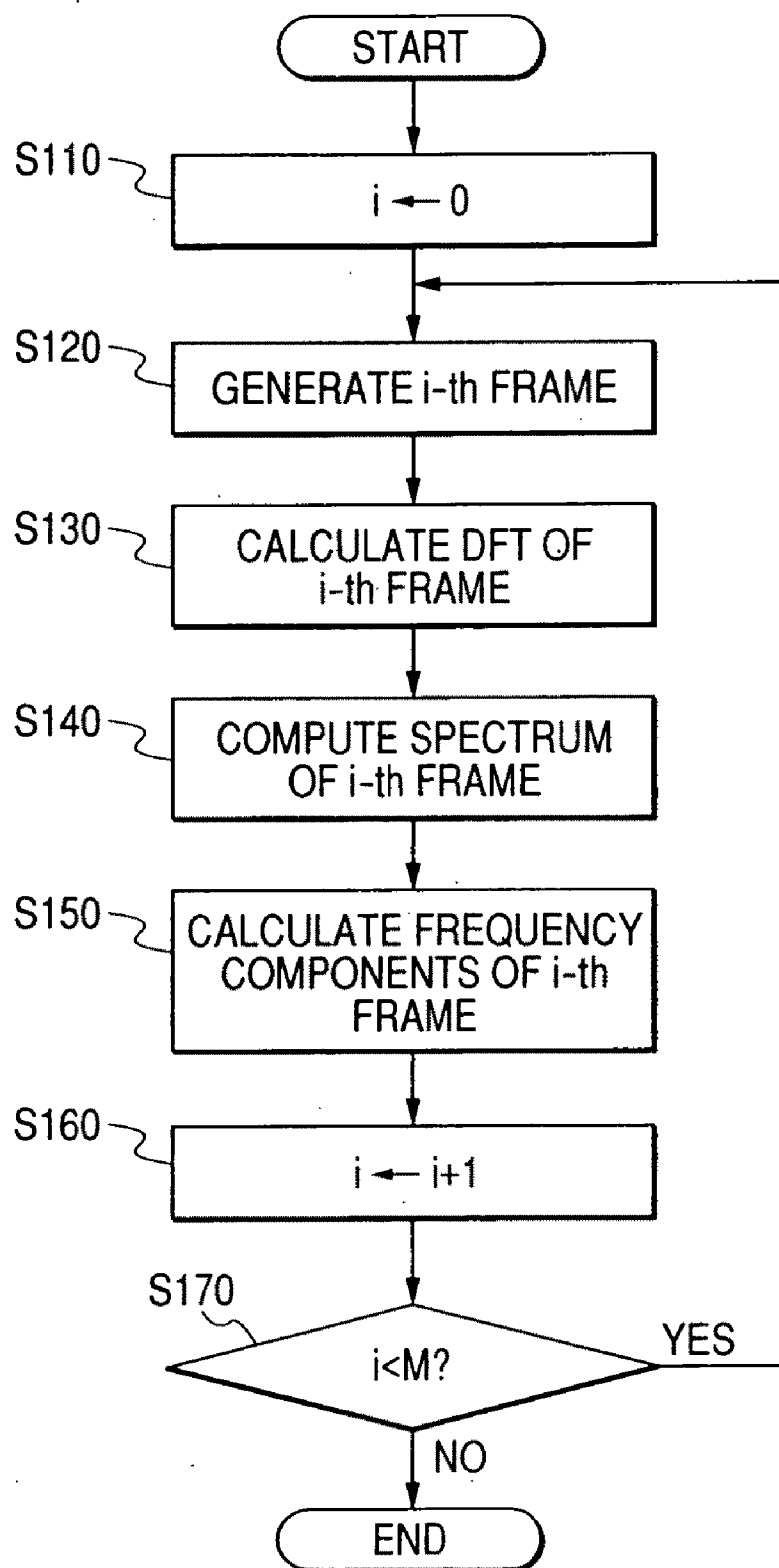 START
S110
i ← 0
S120
GENERATE i-th FRAME
S130
CALCULATE DFT OF
i-th FRAME
S140
COMPUTE SPECTRUM
OF i-th FRAME
S150
CALCULATE FREQUENCY
COMPONENTS OF i-th
FRAME
S160
i ← i+1
S170
i<M?
YES
NO
END